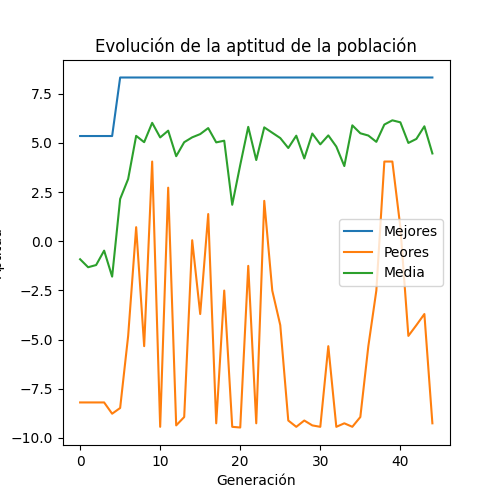 Evolución de la aptitud de la población
7.5
5.0
2.5
0.0
−2.5
−5.0
−7.5
−10.0
Mejores
Peores
Media
0
10
20
30
40
Generación